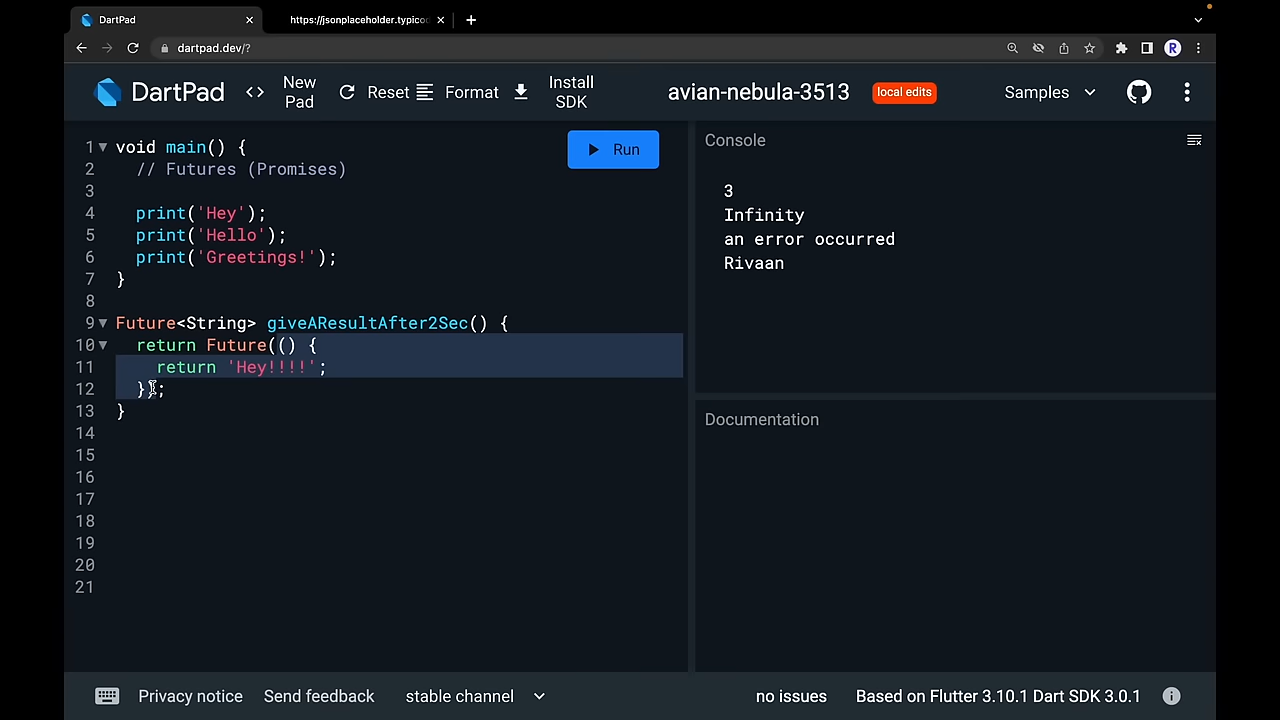 DartPad
https://jsonplaceholder.typico
dartpad.dev/?
R
DartPad
<>
New Pad
Reset
Format
Install SDK
avian-nebula-3513
local edits
Samples
1 void main() {
2 // Futures (Promises)
3
4 print('Hey');
5 print('Hello');
6 print('Greetings!');
7 }
8
9 Future<String> giveAResultAfter2Sec() {
10 return Future(() {
11 return 'Hey!!!!';
12 });
13 }
14
15
16
17
18
19
20
21
Run
Console
3
Infinity
an error occurred
Rivaan
Documentation
Privacy notice
Send feedback
stable channel
no issues
Based on Flutter 3.10.1 Dart SDK 3.0.1